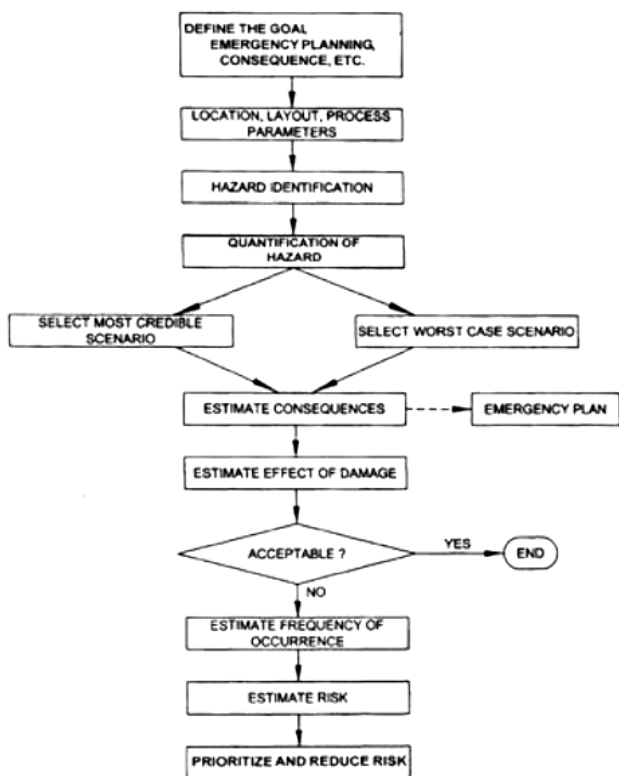 DEFINE THE GOAL,
EMERGENCY PLANNING,
CONSEQUENCE, ETC.
LOCATION, LAYOUT, PROCESS
PARAMETERS
HAZARD IDENTIFICATION
QUANTIFICATION OF
HAZARD
SELECT MOST CREDIBLE
SCENARIO
SELECT WORST CASE SCENARIO
ESTIMATE CONSEQUENCES
EMERGENCY PLAN
ESTIMATE EFFECT OF DAMAGE
ACCEPTABLE ?
YES
END
NO
ESTIMATE FREQUENCY OF
OCCURRENCE
ESTIMATE RISK
PRIORITIZE AND REDUCE RISK